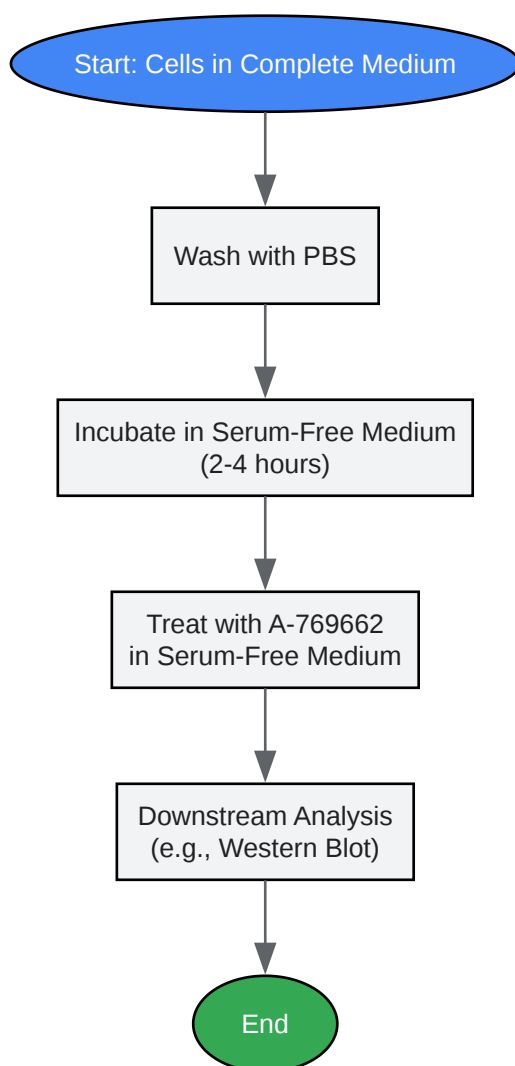 Start: Cells in Complete Medium
Wash with PBS
Incubate in Serum-Free Medium
(2-4 hours)
Treat with A-769662
in Serum-Free Medium
Downstream Analysis
(e.g., Western Blot)
End